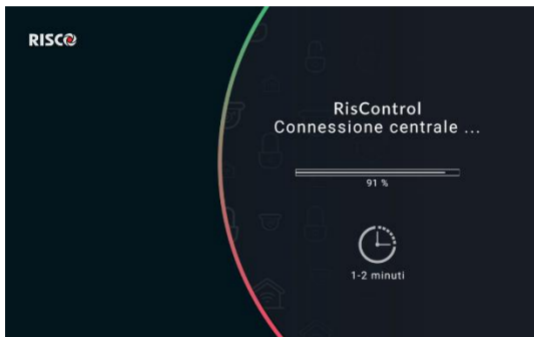 RISCO
RisControl
Connessione centrale ...
91 %
1-2 minuti